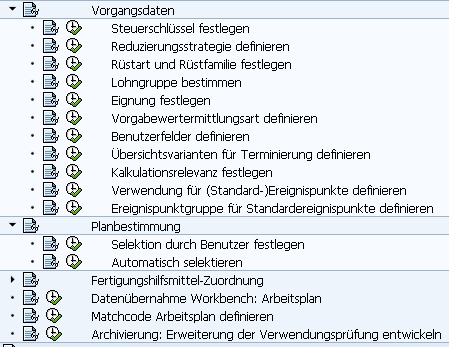 Vorgangsdaten
Steuerschlüssel festlegen
Reduzierungsstrategie definieren
Rüstart und Rüstfamilie festlegen
Lohngruppe bestimmen
Eignung festlegen
Vorgabewertermittlungsart definieren
Benutzerfelder definieren
Übersichtsvarianten für Terminierung definieren
Kalkulationsrelevanz festlegen
Verwendung für (Standard-)Ereignispunkte definieren
Ereignispunktgruppe für Standardereignispunkte definieren
Planbestimmung
Selektion durch Benutzer festlegen
Automatisch selektieren
Fertigungshilfsmittel-Zuordnung
Datenübernahme Workbench: Arbeitsplan
Matchcode Arbeitsplan definieren
Archivierung: Erweiterung der Verwendungsprüfung entwickeln